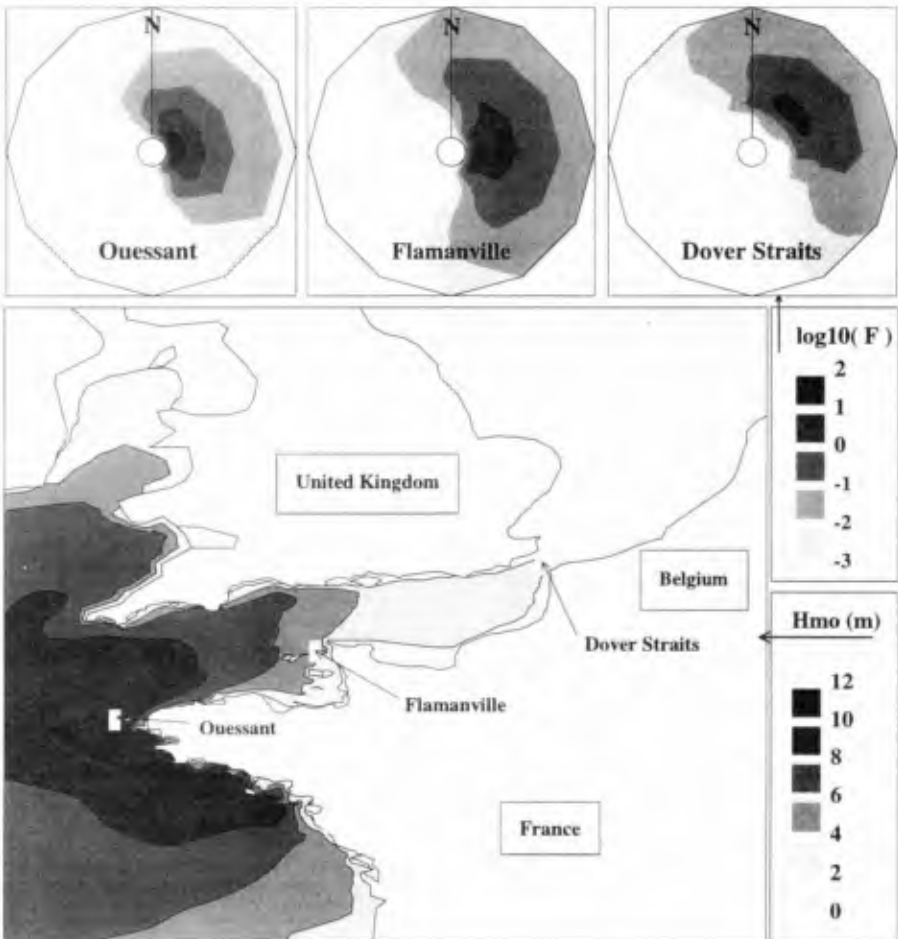 N
N
N
Ouessant
Flamanville
Dover Straits
log10( F )
2
1
0
-1
-2
-3
United Kingdom
Belgium
Dover Straits
Flamanville
Ouessant
France
Hmo (m)
12
10
8
6
4
2
0